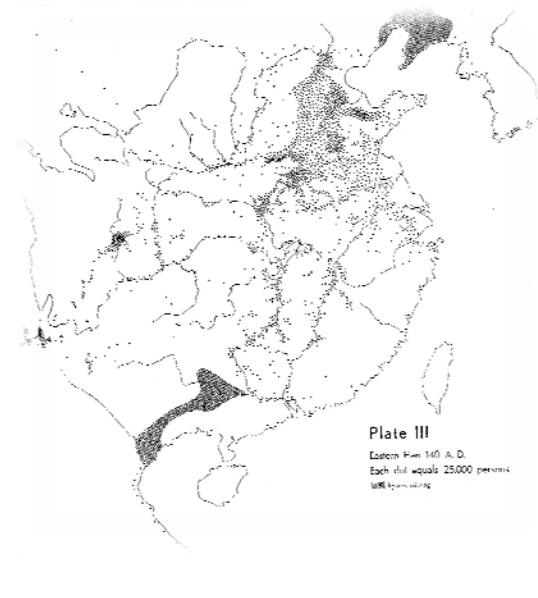 Plate III
Eastern Han 140 A. D.
Each dot equals 25,000 persons